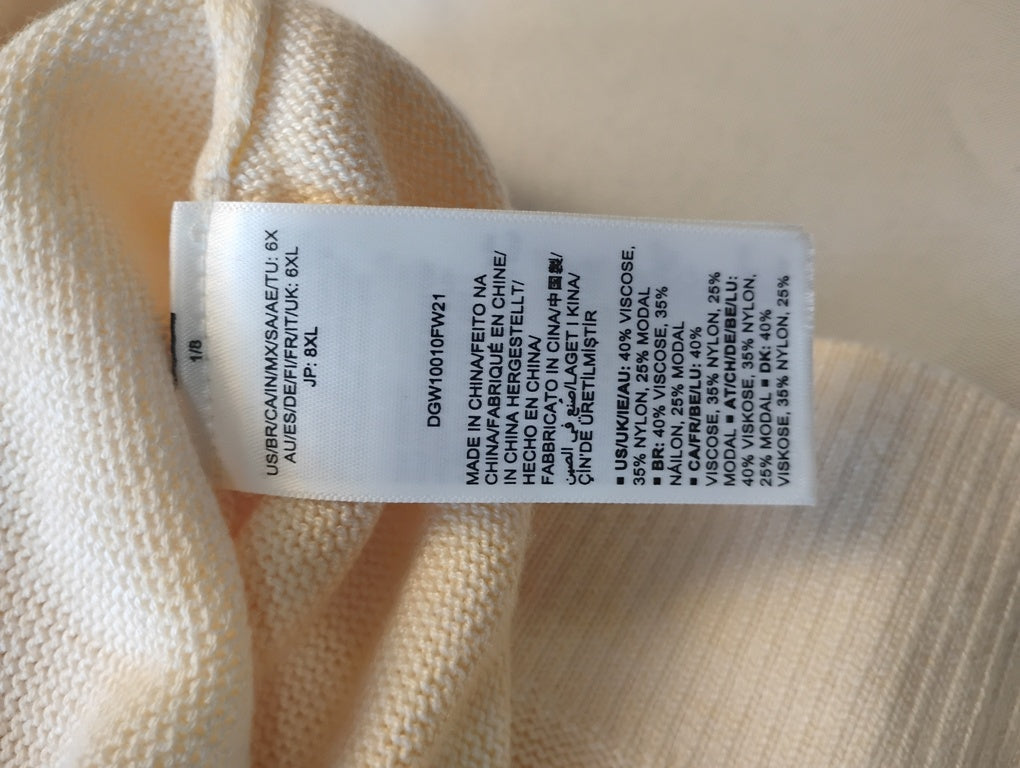 1/8
US/BR/CA/IN/MX/SA/AE/TU: 6X
AU/ES/DE/FI/FR/IT/UK: 6XL
JP: 8XL
DGW10010FW21
MADE IN CHINA/FEITO NA
CHINA/FABRIQUÉ EN CHINE/
IN CHINA HERGESTELLT/
HECHO EN CHINA/
FABBRICATO IN CINA/中国製/
صنع في الصين/LAGET I KINA/
ÇİN'DE ÜRETİLMİŞTİR
▪ US/UK/IE/AU: 40% VISCOSE,
35% NYLON, 25% MODAL
▪ BR: 40% VISCOSE, 35%
NÁILON, 25% MODAL
▪ CA/FR/BE/LU: 40%
VISCOSE, 35% NYLON, 25%
MODAL ▪ AT/CH/DE/BE/LU:
40% VISKOSE, 35% NYLON,
25% MODAL ▪ DK: 40%
VISKOSE, 35% NYLON, 25%